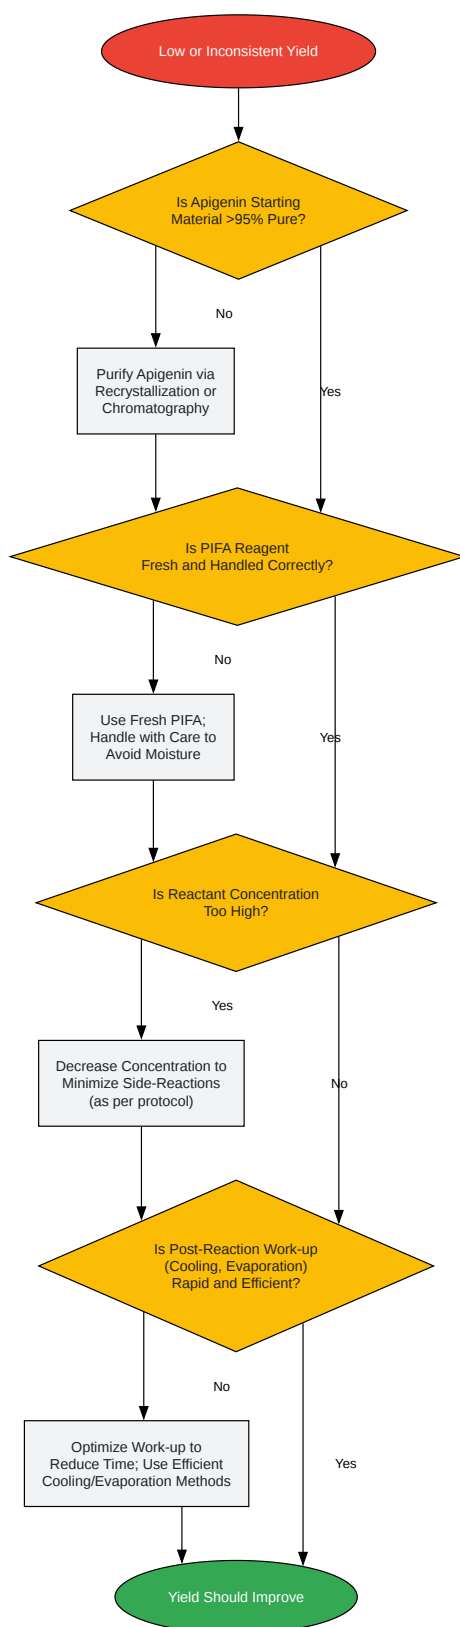 Low or Inconsistent Yield
Is Apigenin Starting
Material >95% Pure?
No
Purify Apigenin via
Recrystallization or
Chromatography
Yes
Is PIFA Reagent
Fresh and Handled Correctly?
No
Use Fresh PIFA;
Handle with Care to
Avoid Moisture
Yes
Is Reactant Concentration
Too High?
Yes
Decrease Concentration to
Minimize Side-Reactions
(as per protocol)
No
Is Post-Reaction Work-up
(Cooling, Evaporation)
Rapid and Efficient?
No
Optimize Work-up to
Reduce Time; Use Efficient
Cooling/Evaporation Methods
Yes
Yield Should Improve